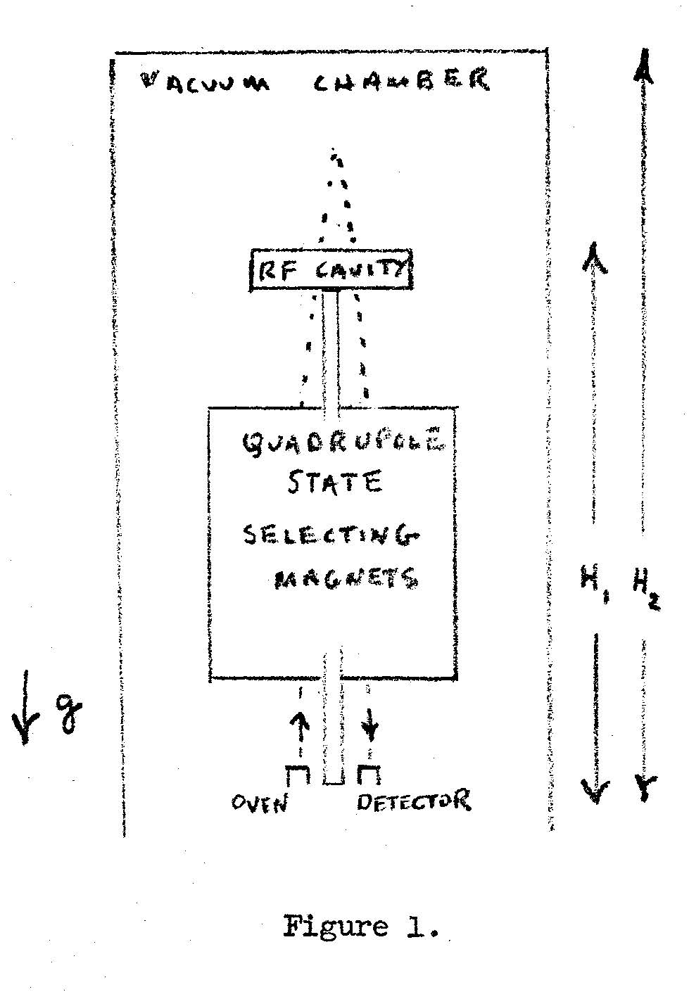 VACUUM CHAMBER
RF CAVITY
QUADRUPOLE
STATE
SELECTING
MAGNETS
H₁ H₂
g
OVEN DETECTOR
Figure 1.